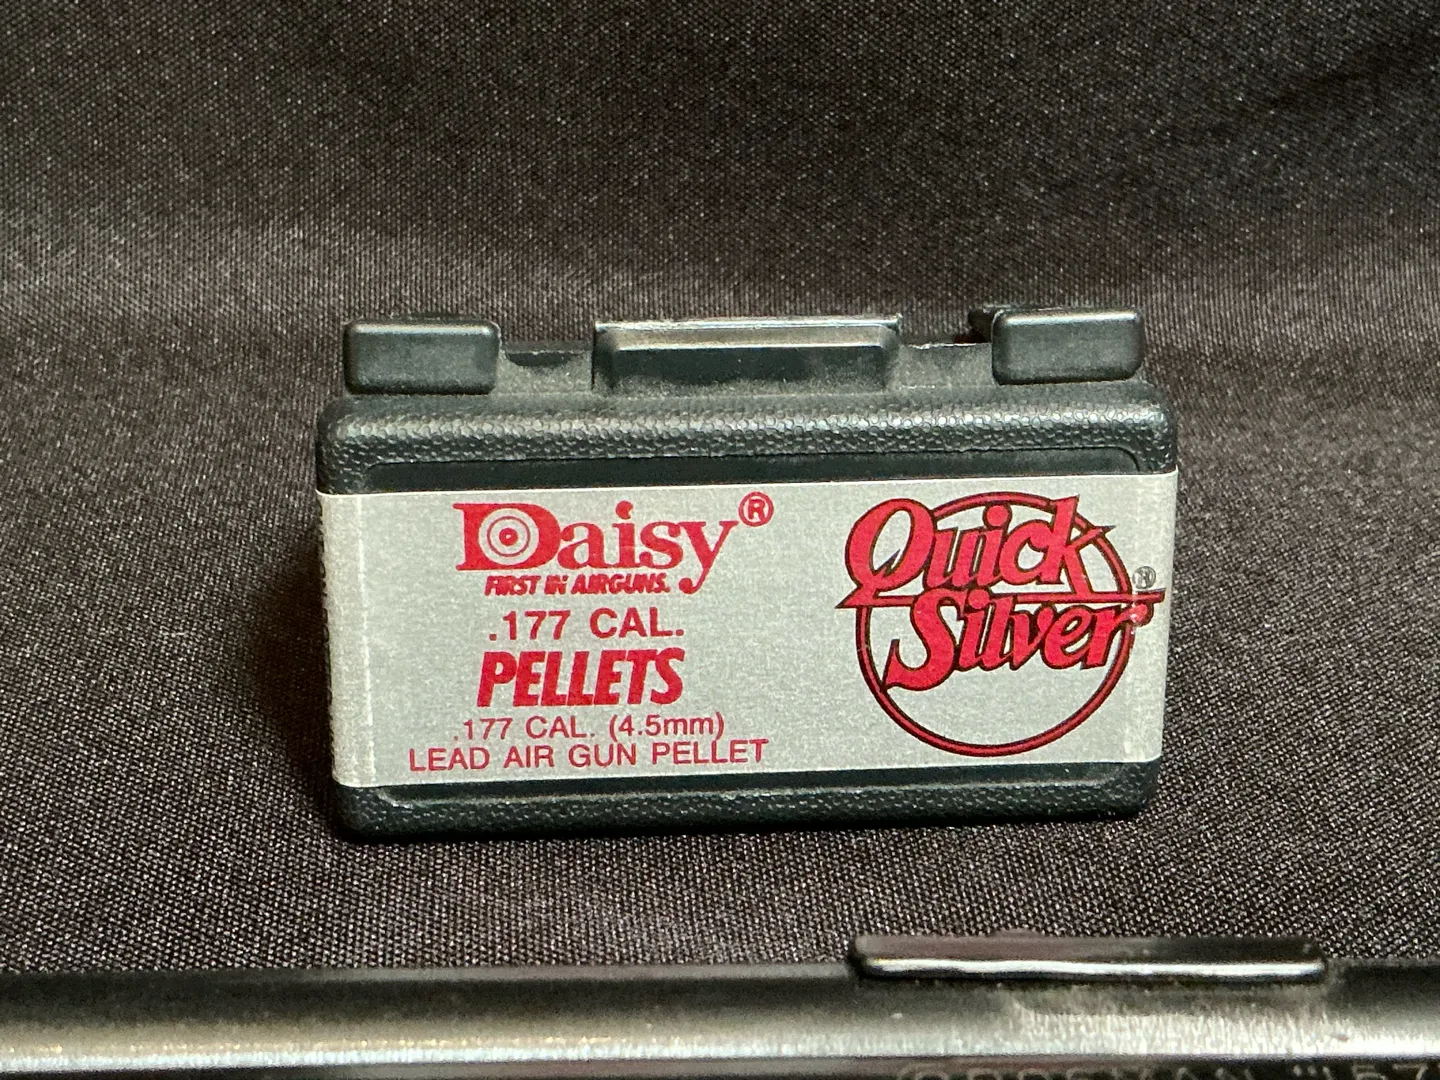 Daisy®
FIRST IN AIRGUNS.
.177 CAL.
PELLETS
.177 CAL. (4.5mm)
LEAD AIR GUN PELLET
Quick
Silver®